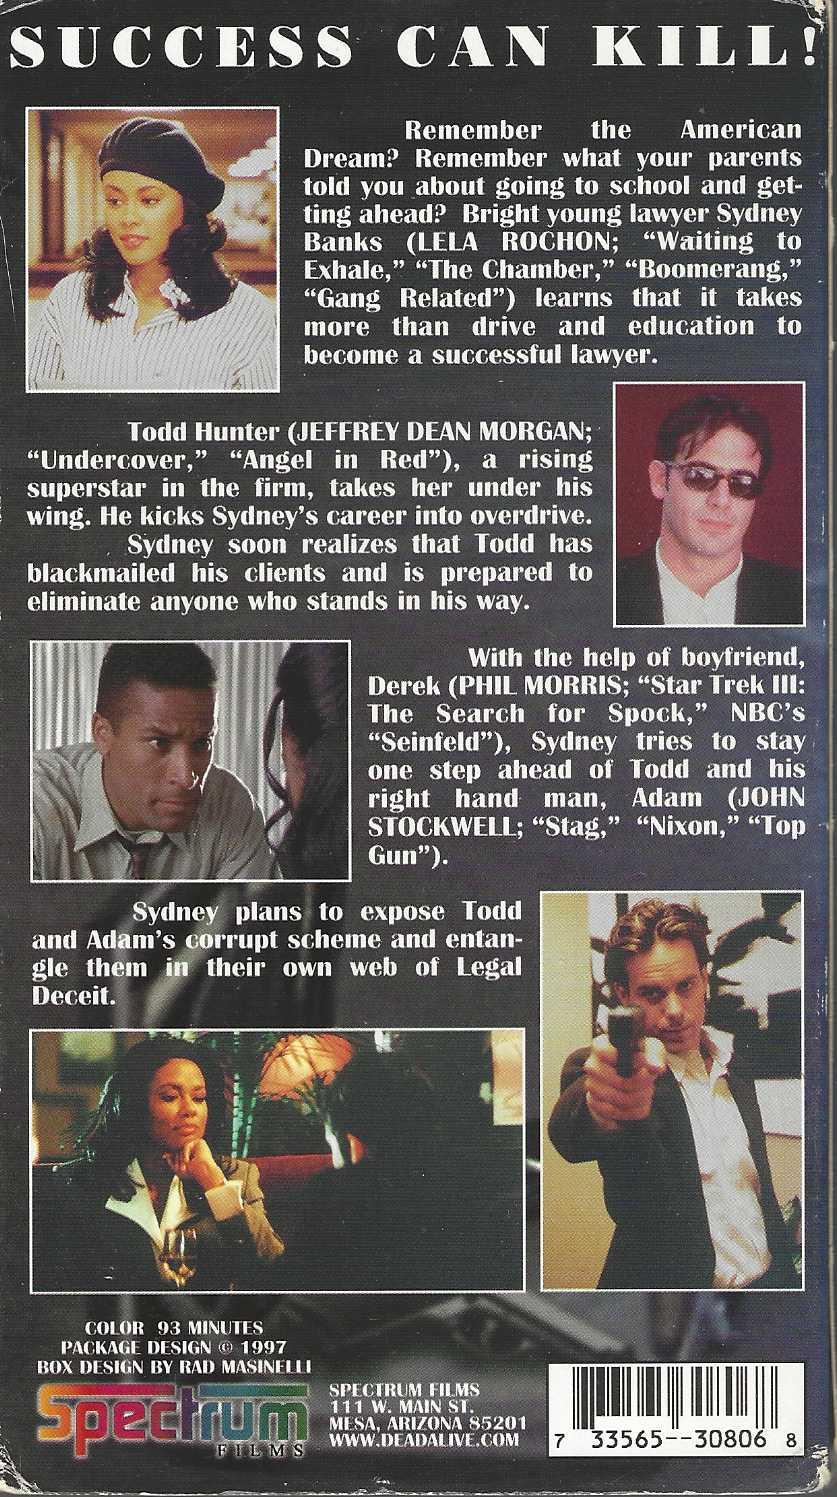 SUCCESS CAN KILL!
Remember the American
Dream? Remember what your parents
told you about going to school and get-
ting ahead? Bright young lawyer Sydney
Banks (LELA ROCHON; “Waiting to
Exhale,” “The Chamber,” “Boomerang,”
“Gang Related”) learns that it takes
more than drive and education to
become a successful lawyer.
Todd Hunter (JEFFREY DEAN MORGAN;
“Undercover,” “Angel in Red”), a rising
superstar in the firm, takes her under his
wing. He kicks Sydney’s career into overdrive.
Sydney soon realizes that Todd has
blackmailed his clients and is prepared to
eliminate anyone who stands in his way.
With the help of boyfriend,
Derek (PHIL MORRIS; “Star Trek III:
The Search for Spock,” NBC’s
“Seinfeld”), Sydney tries to stay
one step ahead of Todd and his
right hand man, Adam (JOHN
STOCKWELL; “Stag,” “Nixon,” “Top
Gun”).
Sydney plans to expose Todd
and Adam’s corrupt scheme and entan-
gle them in their own web of Legal
Deceit.
COLOR 93 MINUTES
PACKAGE DESIGN © 1997
BOX DESIGN BY RAD MASINELLI
Spectrum
FILMS
SPECTRUM FILMS
111 W. MAIN ST.
MESA, ARIZONA 85201
WWW.DEADALIVE.COM
7 33565--30806 8